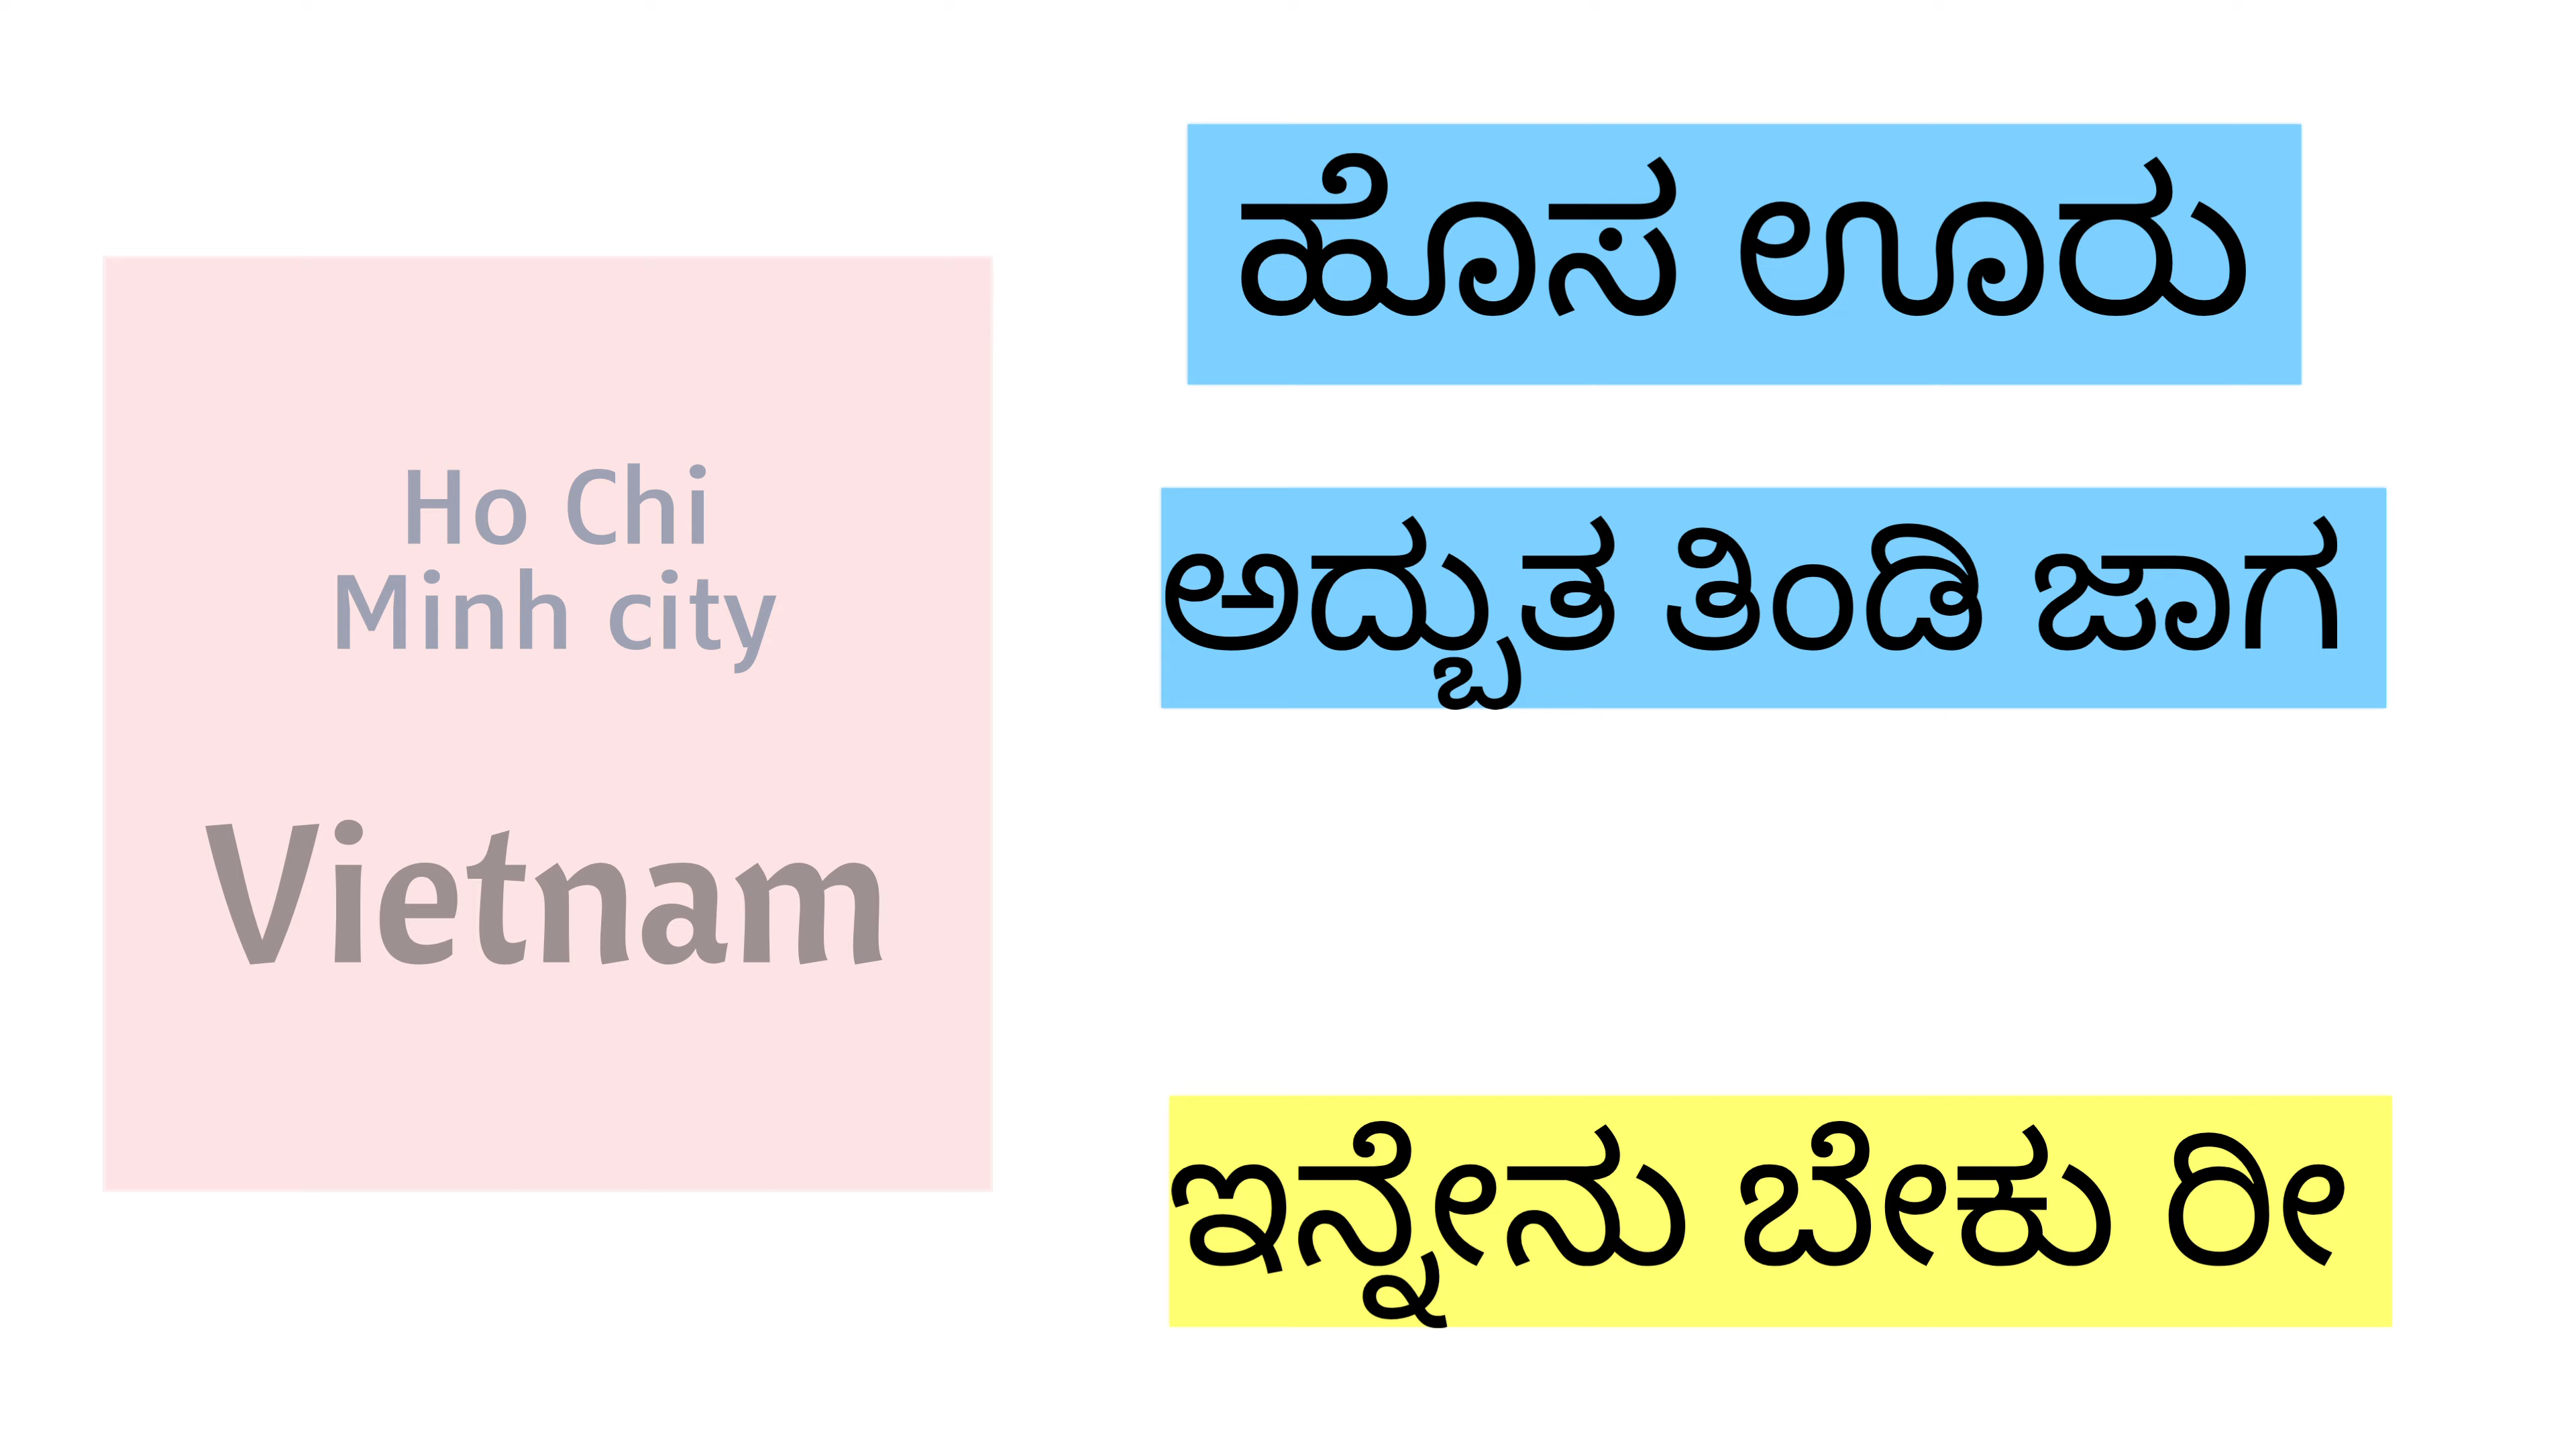 Ho Chi
Minh city
Vietnam
ಹೊಸ ಊರು
ಅದ್ಬುತ ತಿಂಡಿ ಜಾಗ
ಇನ್ನೇನು ಬೇಕು ರೀ